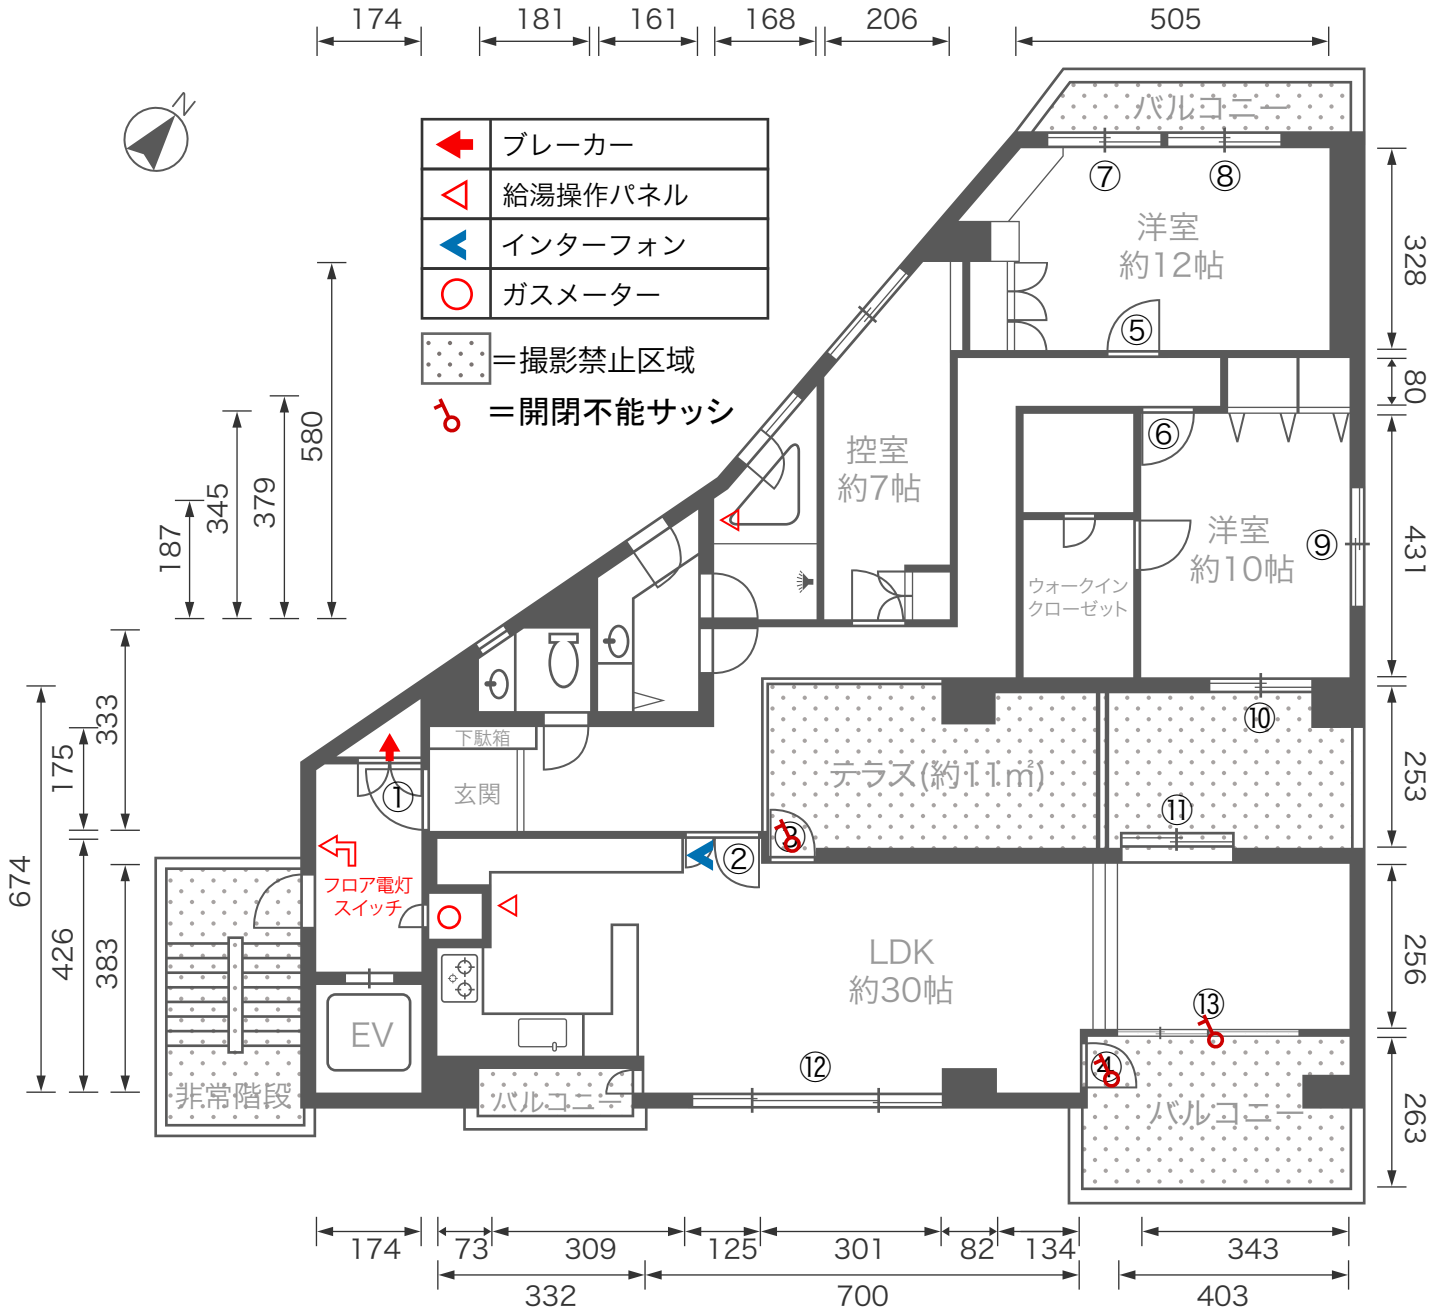 174
181
161
168
206
505
N
ブレーカー
給湯操作パネル
インターフォン
ガスメーター
=撮影禁止区域
=開閉不能サッシ
バルコニー
⑦
⑧
洋室
約12帖
⑤
328
80
控室
約7帖
⑥
洋室
約10帖
⑨
431
ウォークイン
クローゼット
580
379
345
187
333
175
674
426
383
下駄箱
玄関
①
テラス(約11㎡)
③
⑩
⑪
253
②
フロア電灯
スイッチ
LDK
約30帖
256
⑬
EV
④
⑫
非常階段
バルコニー
バルコニー
263
174
73
309
125
301
82
134
343
332
700
403